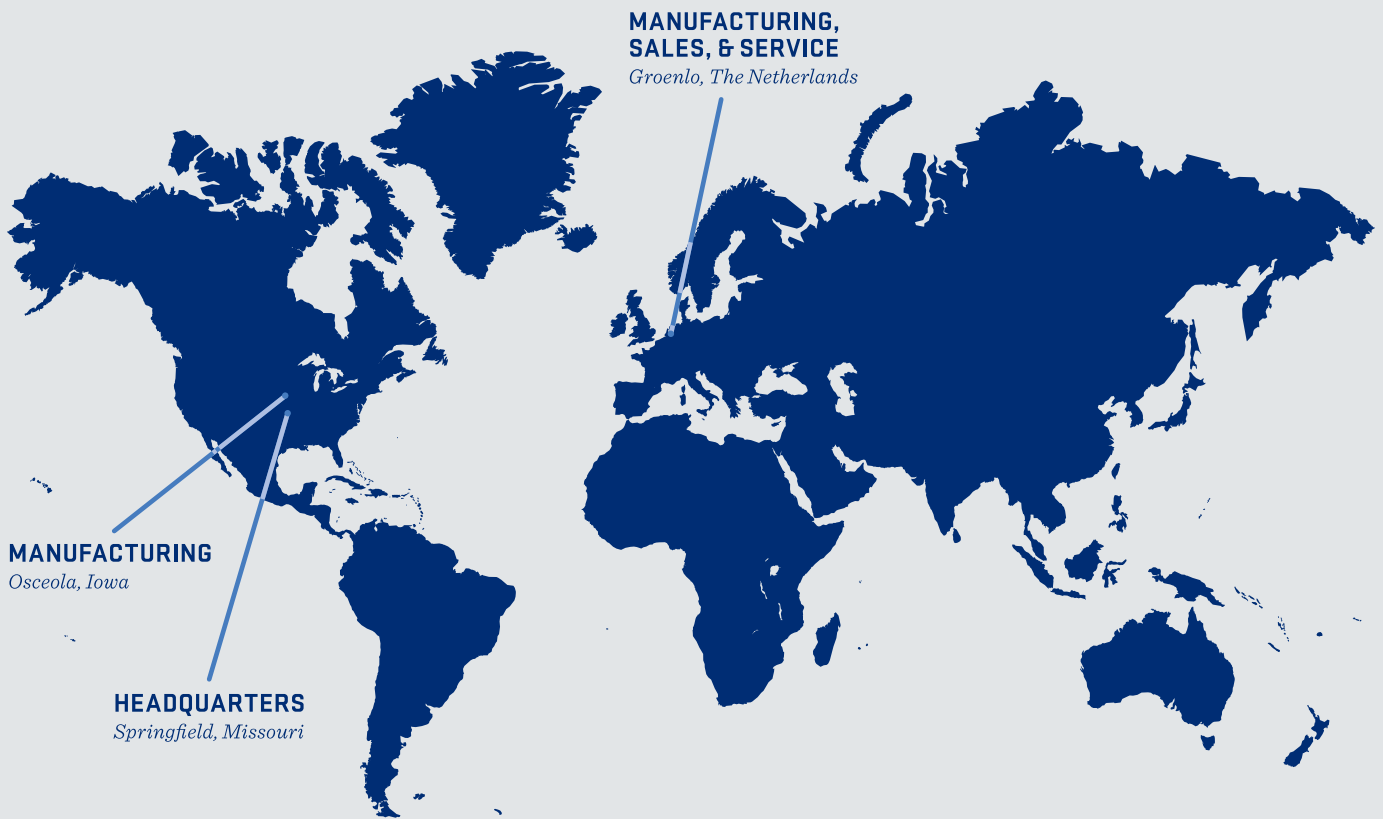 MANUFACTURING,
SALES, & SERVICE
Groenlo, The Netherlands
MANUFACTURING
Osceola, Iowa
HEADQUARTERS
Springfield, Missouri